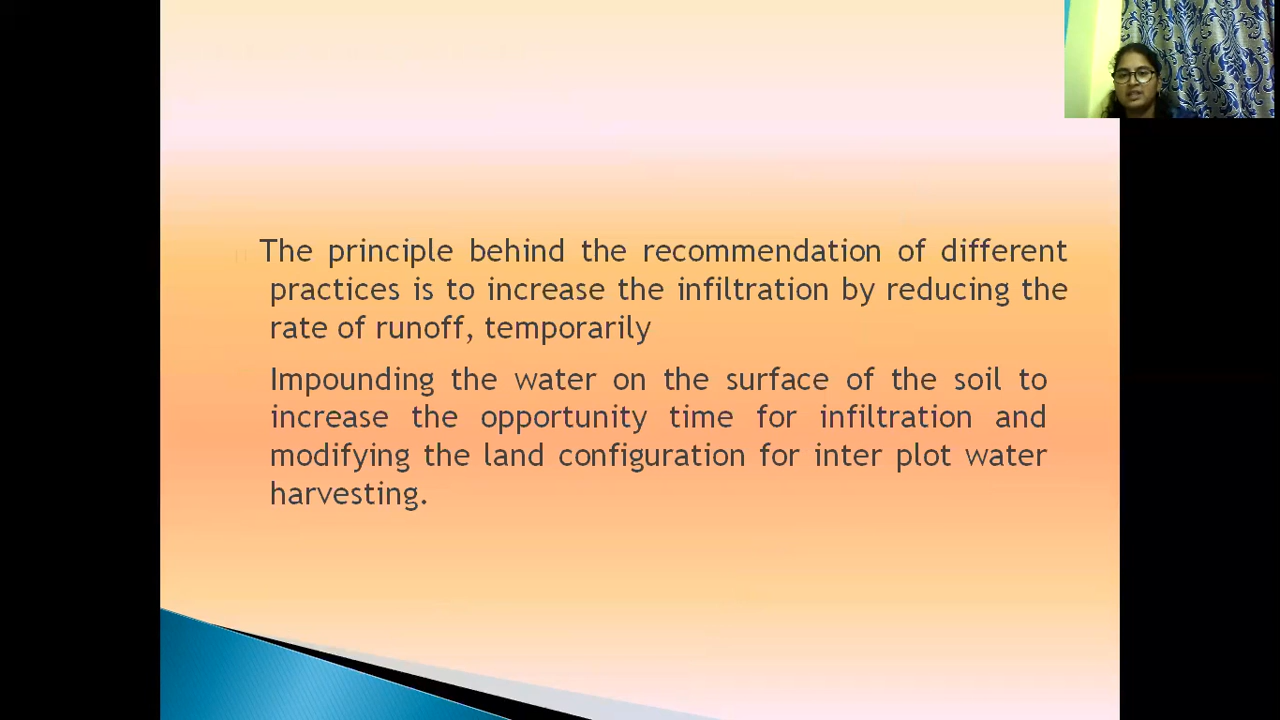 The principle behind the recommendation of different
practices is to increase the infiltration by reducing the
rate of runoff, temporarily
Impounding the water on the surface of the soil to
increase the opportunity time for infiltration and
modifying the land configuration for inter plot water
harvesting.